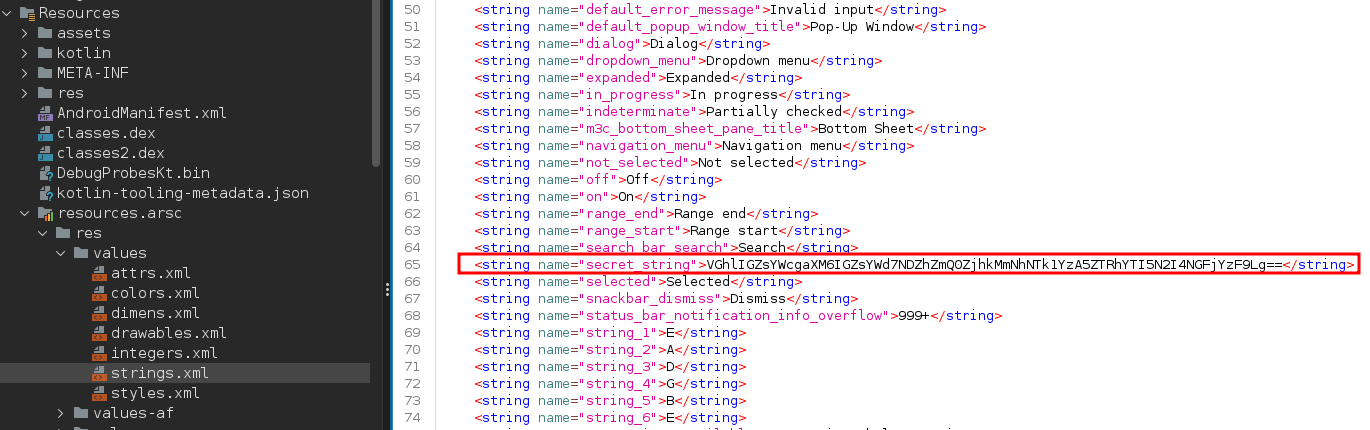 Resources
assets
kotlin
META-INF
res
AndroidManifest.xml
classes.dex
classes2.dex
DebugProbesKt.bin
kotlin-tooling-metadata.json
resources.arsc
res
values
attrs.xml
colors.xml
dimens.xml
drawables.xml
integers.xml
strings.xml
styles.xml
values-af
50 <string name="default_error_message">Invalid input</string>
51 <string name="default_popup_window_title">Pop-Up Window</string>
52 <string name="dialog">Dialog</string>
53 <string name="dropdown_menu">Dropdown menu</string>
54 <string name="expanded">Expanded</string>
55 <string name="in_progress">In progress</string>
56 <string name="indeterminate">Partially checked</string>
57 <string name="m3c_bottom_sheet_pane_title">Bottom Sheet</string>
58 <string name="navigation_menu">Navigation menu</string>
59 <string name="not_selected">Not selected</string>
60 <string name="off">Off</string>
61 <string name="on">On</string>
62 <string name="range_end">Range end</string>
63 <string name="range_start">Range start</string>
64 <string name="search_bar_search">Search</string>
65 <string name="secret_string">VGhlIGZsYWcgaXM6IGZsYWd7NDZhZmQ0ZjhkMmNhNTk1YzA5ZTRhYTI5N2I4NGFjYzF9Lg==</string>
66 <string name="selected">Selected</string>
67 <string name="snackbar_dismiss">Dismiss</string>
68 <string name="status_bar_notification_info_overflow">999+</string>
69 <string name="string_1">E</string>
70 <string name="string_2">A</string>
71 <string name="string_3">D</string>
72 <string name="string_4">G</string>
73 <string name="string_5">B</string>
74 <string name="string_6">E</string>